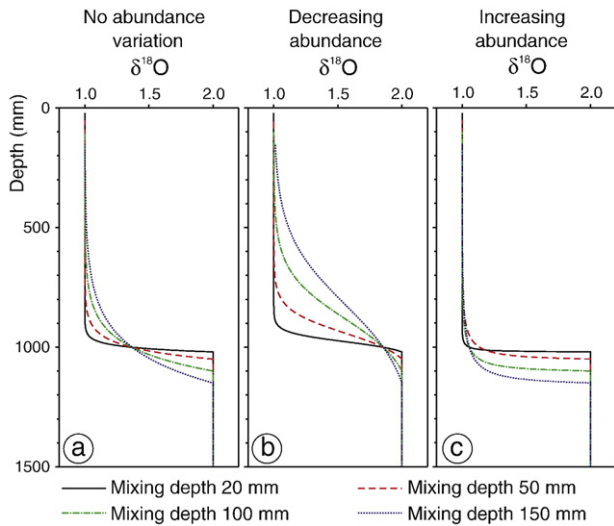 No abundance
variation
δ¹⁸O
Decreasing
abundance
δ¹⁸O
Increasing
abundance
δ¹⁸O
1.0 1.5 2.0
1.0 1.5 2.0
1.0 1.5 2.0
Depth (mm)
0
500
1000
1500
a
b
c
Mixing depth 20 mm
Mixing depth 50 mm
Mixing depth 100 mm
Mixing depth 150 mm